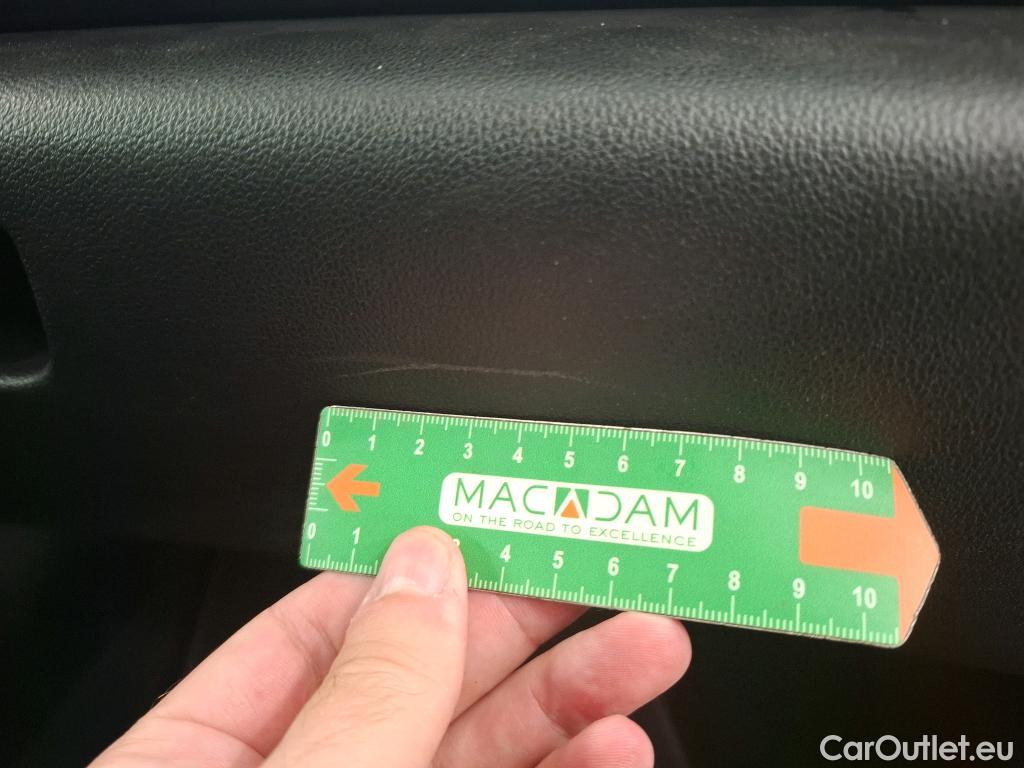 0 1 2 3 4 5 6 7 8 9 10
MACADAM
ON THE ROAD TO EXCELLENCE
0 1 3 4 5 6 7 8 9 10
CarOutlet.eu